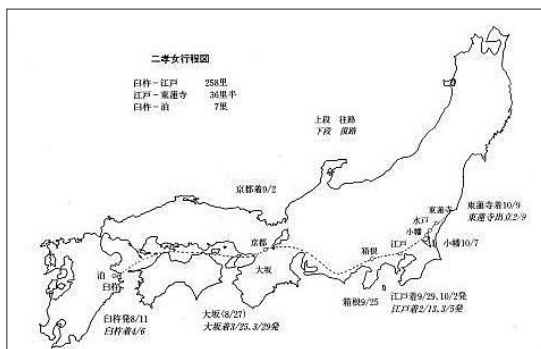 二孝女行程図
臼杵－江戸 258里
江戸－東蓮寺 36里半
臼杵－泊 7里
上段 往路
下段 復路
京都着9/2
東蓮寺
水戸
小幡
東蓮寺着10/9
東蓮寺出立2/9
小幡10/7
京都
大坂
箱根
江戸
泊
臼杵
臼杵発8/11
臼杵着4/6
大坂(8/27)
大坂着3/25,3/29発
箱根9/25
江戸着9/29,10/2発
江戸着2/13,3/5発